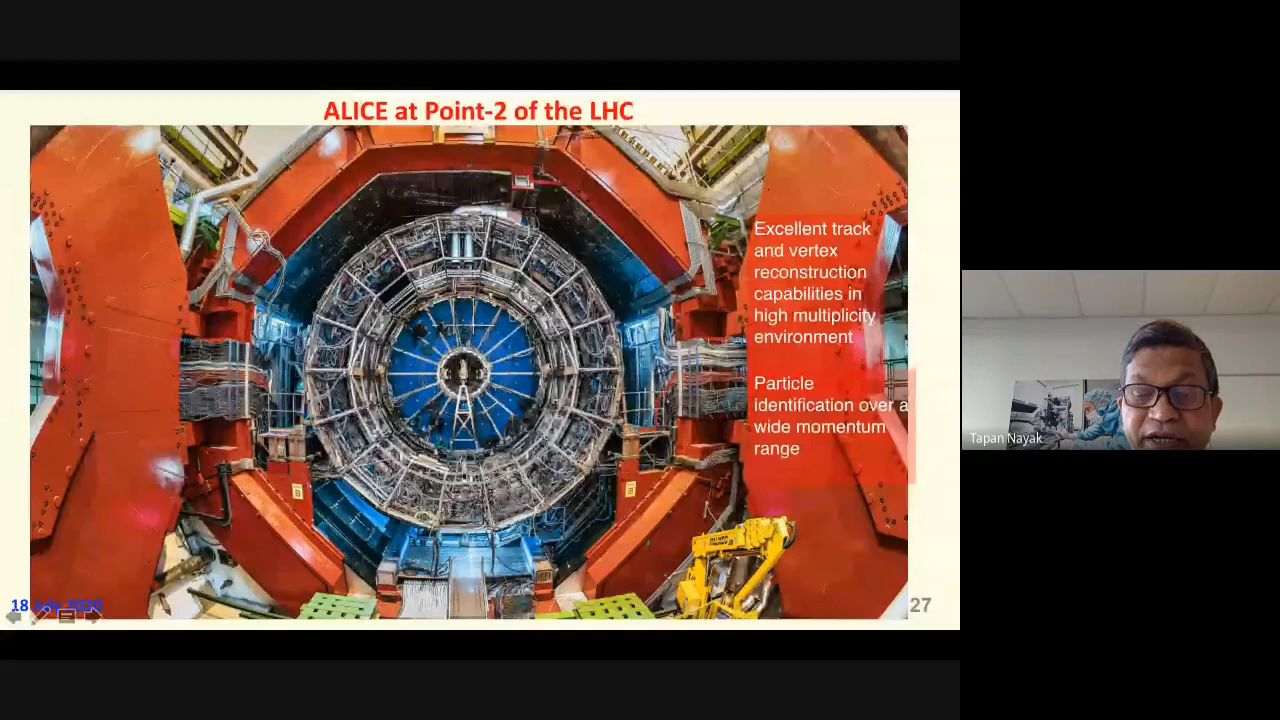 ALICE at Point-2 of the LHC
Excellent track
and vertex
reconstruction
capabilities in
high multiplicity
environment
Particle
identification over a
wide momentum
range
Tapan Nayak
18 July 2020
27